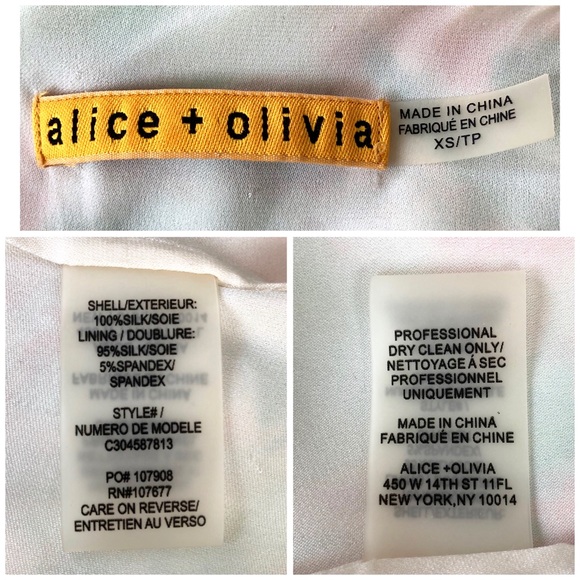 alice + olivia
MADE IN CHINA
FABRIQUÉ EN CHINE
XS/TP
SHELL/EXTERIEUR:
100%SILK/SOIE
LINING / DOUBLURE:
95%SILK/SOIE
5%SPANDEX/
SPANDEX
STYLE# /
NUMERO DE MODELE
C304587813
PO# 107908
RN#107677
CARE ON REVERSE/
ENTRETIEN AU VERSO
PROFESSIONAL
DRY CLEAN ONLY/
NETTOYAGE Á SEC
PROFESSIONNEL
UNIQUEMENT
MADE IN CHINA
FABRIQUÉ EN CHINE
ALICE +OLIVIA
450 W 14TH ST 11FL
NEW YORK,NY 10014